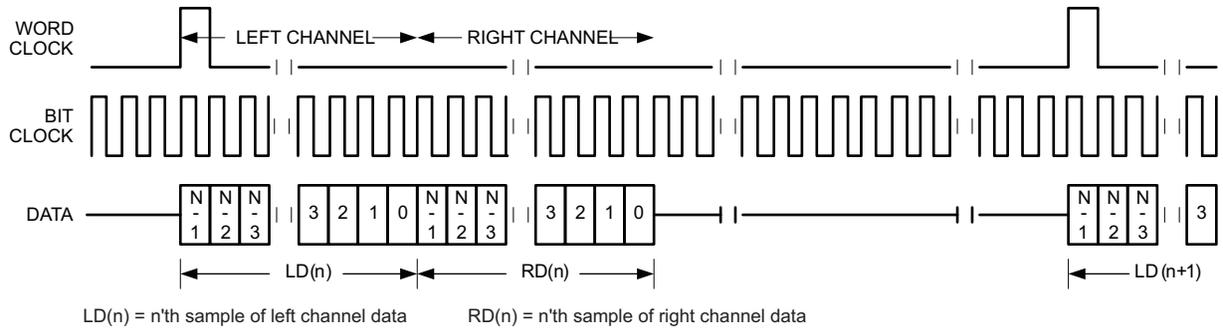 WORD
CLOCK
LEFT CHANNEL
RIGHT CHANNEL
BIT
CLOCK
DATA
N-1 N-2 N-3 3 2 1 0 N-1 N-2 N-3 3 2 1 0 N-1 N-2 N-3 3
LD(n) RD(n) LD (n+1)
LD(n) = n'th sample of left channel data RD(n) = n'th sample of right channel data